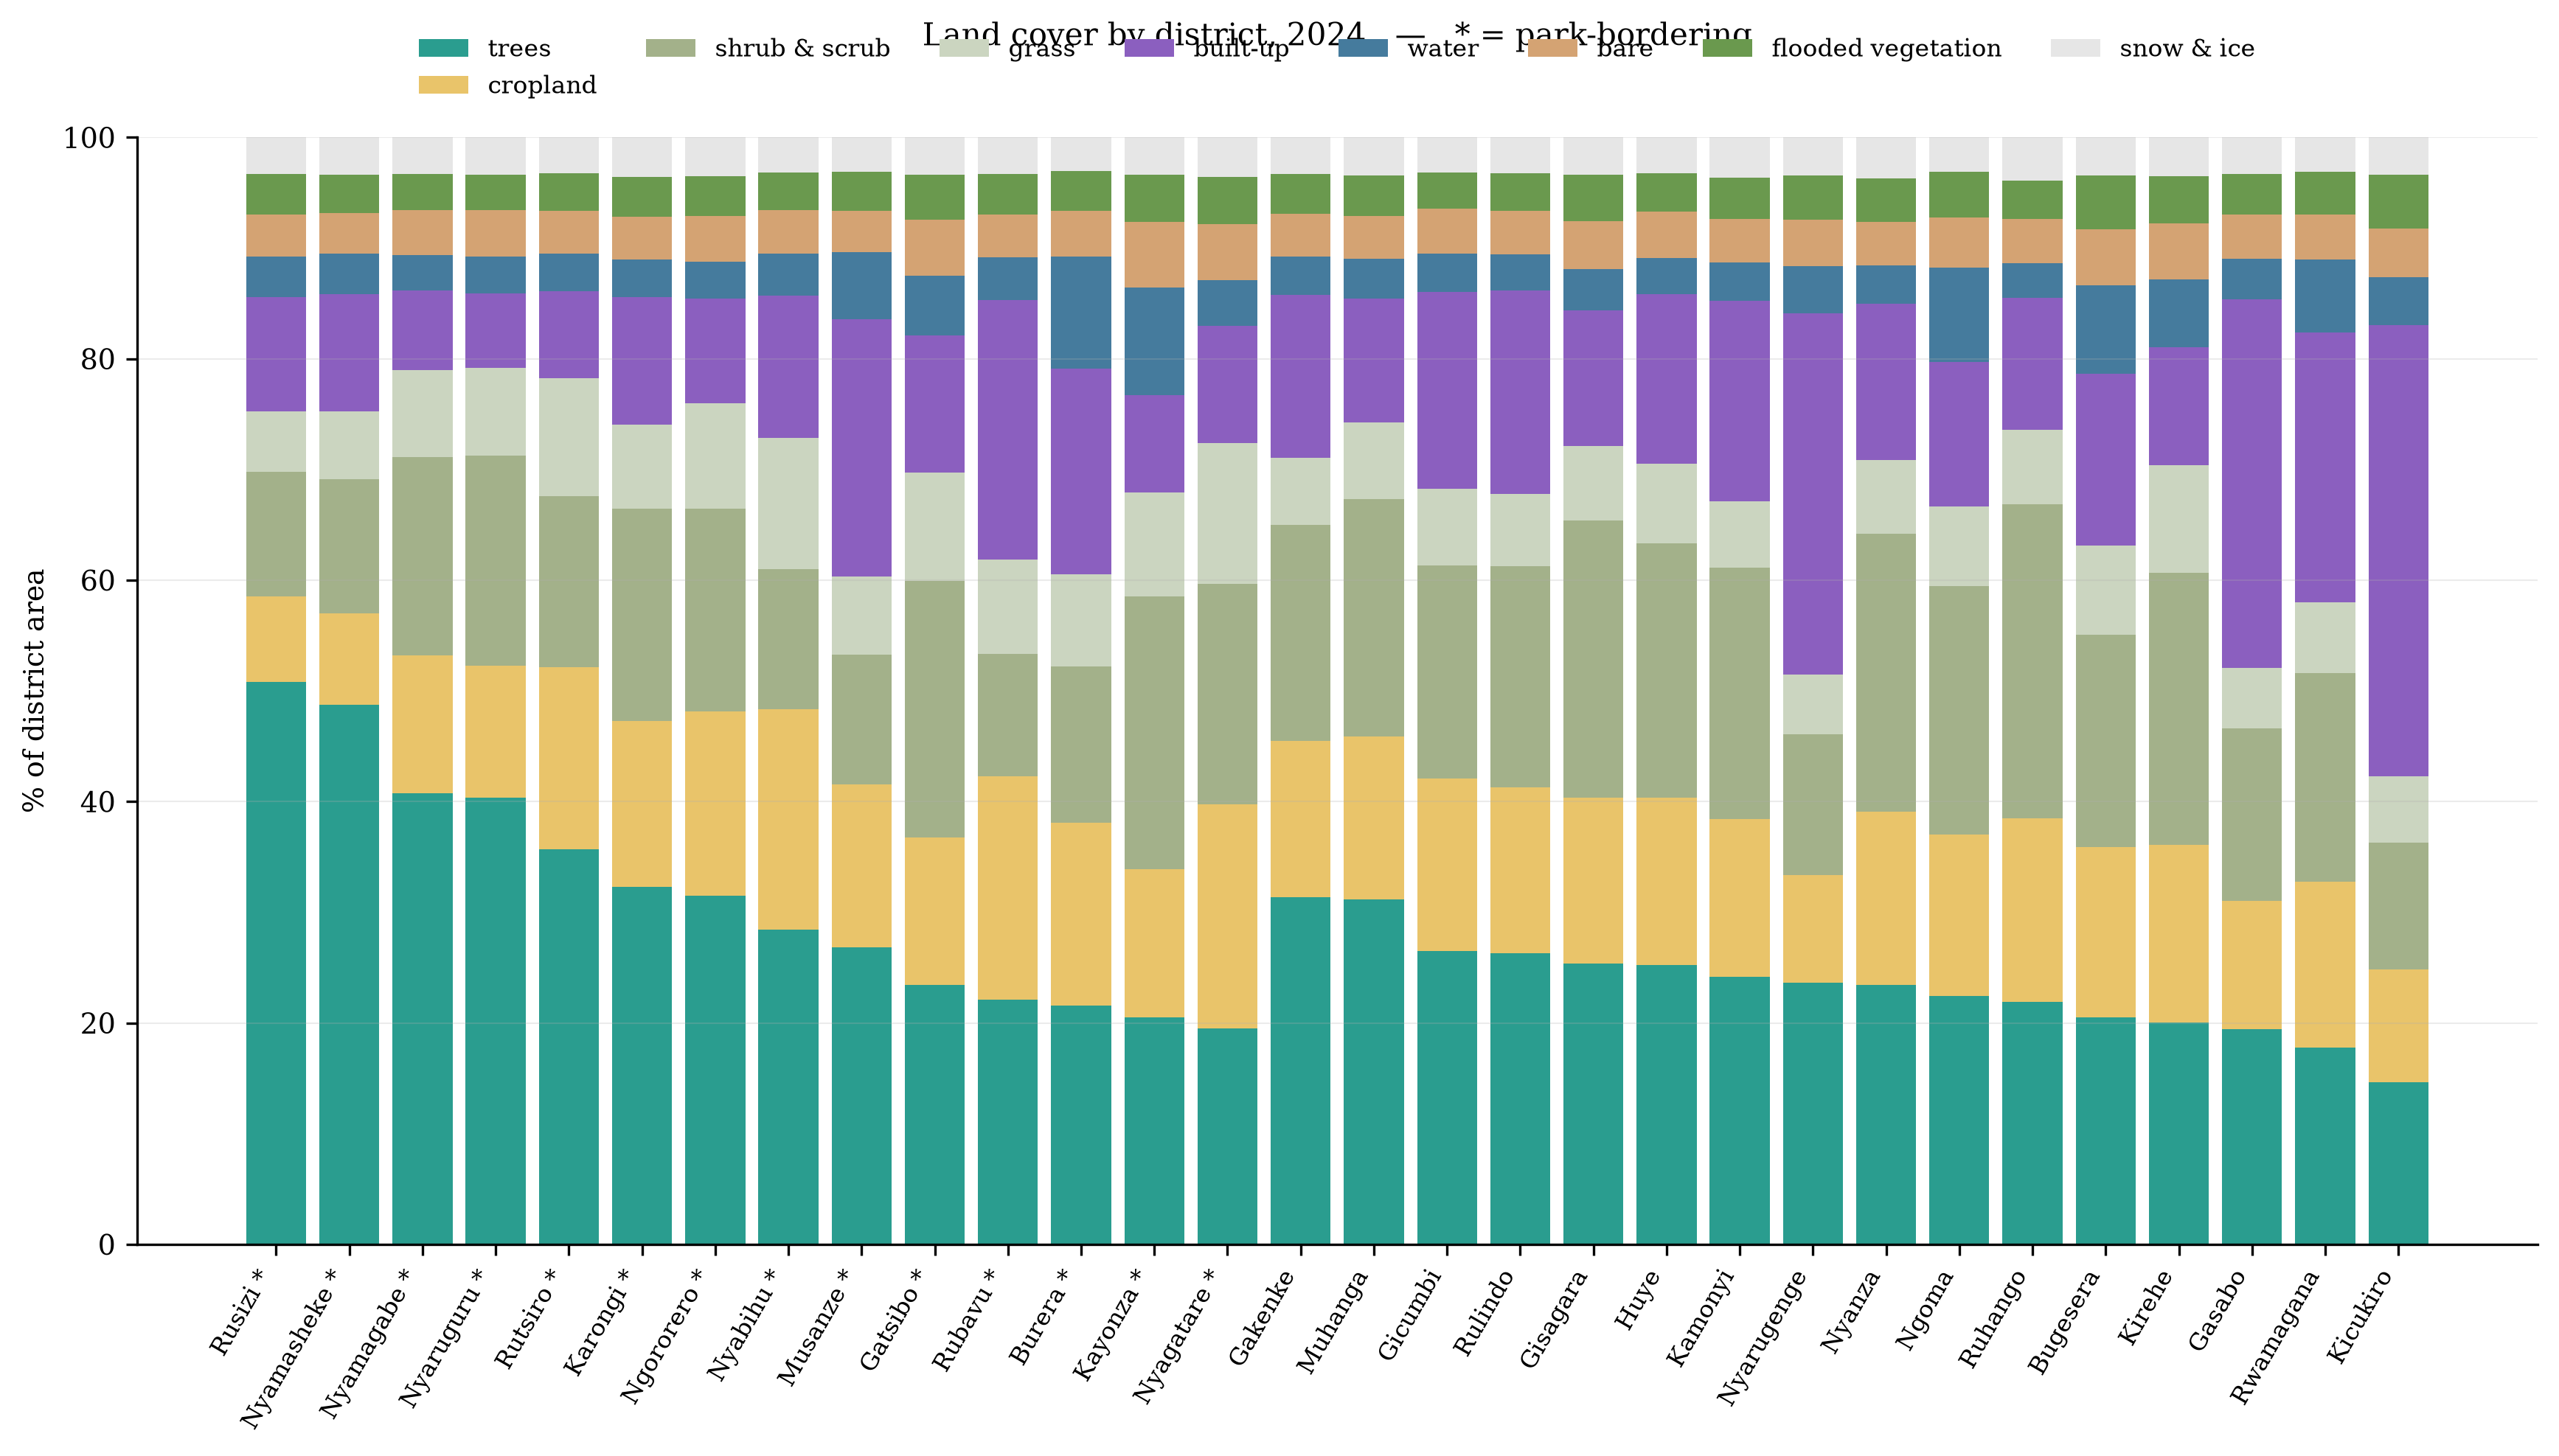 Land cover by district, 2024 — * = park-bordering
trees
shrub & scrub
grass
built-up
water
bare
flooded vegetation
snow & ice
cropland
% of district area
100
80
60
40
20
0
Rusizi *
Nyamasheke *
Nyamagabe *
Nyaruguru *
Rutsiro *
Karongi *
Ngororero *
Nyabihu *
Musanze *
Gatsibo *
Rubavu *
Burera *
Kayonza *
Nyagatare *
Gakenke
Muhanga
Gicumbi
Rulindo
Gisagara
Huye
Kamonyi
Nyarugenge
Nyanza
Ngoma
Ruhango
Bugesera
Kirehe
Gasabo
Rwamagana
Kicukiro